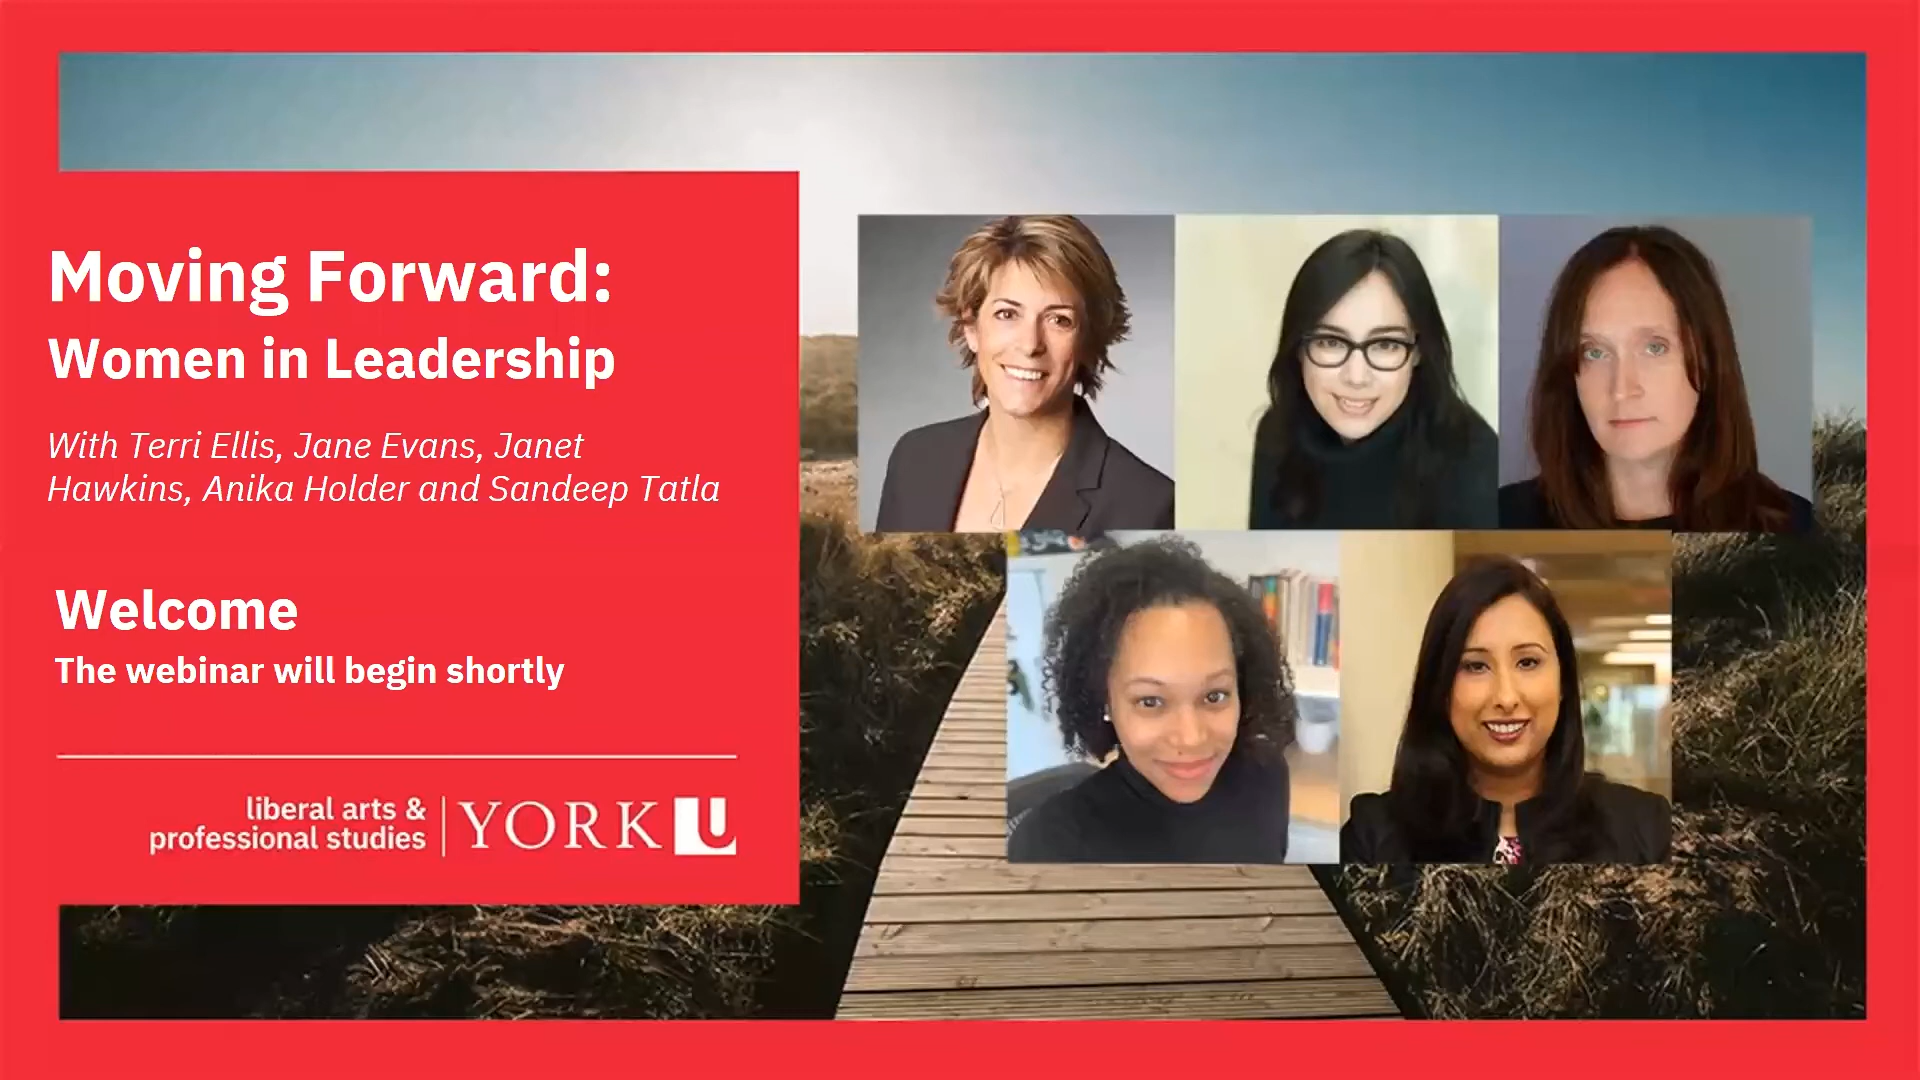 Moving Forward:
Women in Leadership
With Terri Ellis, Jane Evans, Janet
Hawkins, Anika Holder and Sandeep Tatla
Welcome
The webinar will begin shortly
liberal arts &
professional studies
YORK U